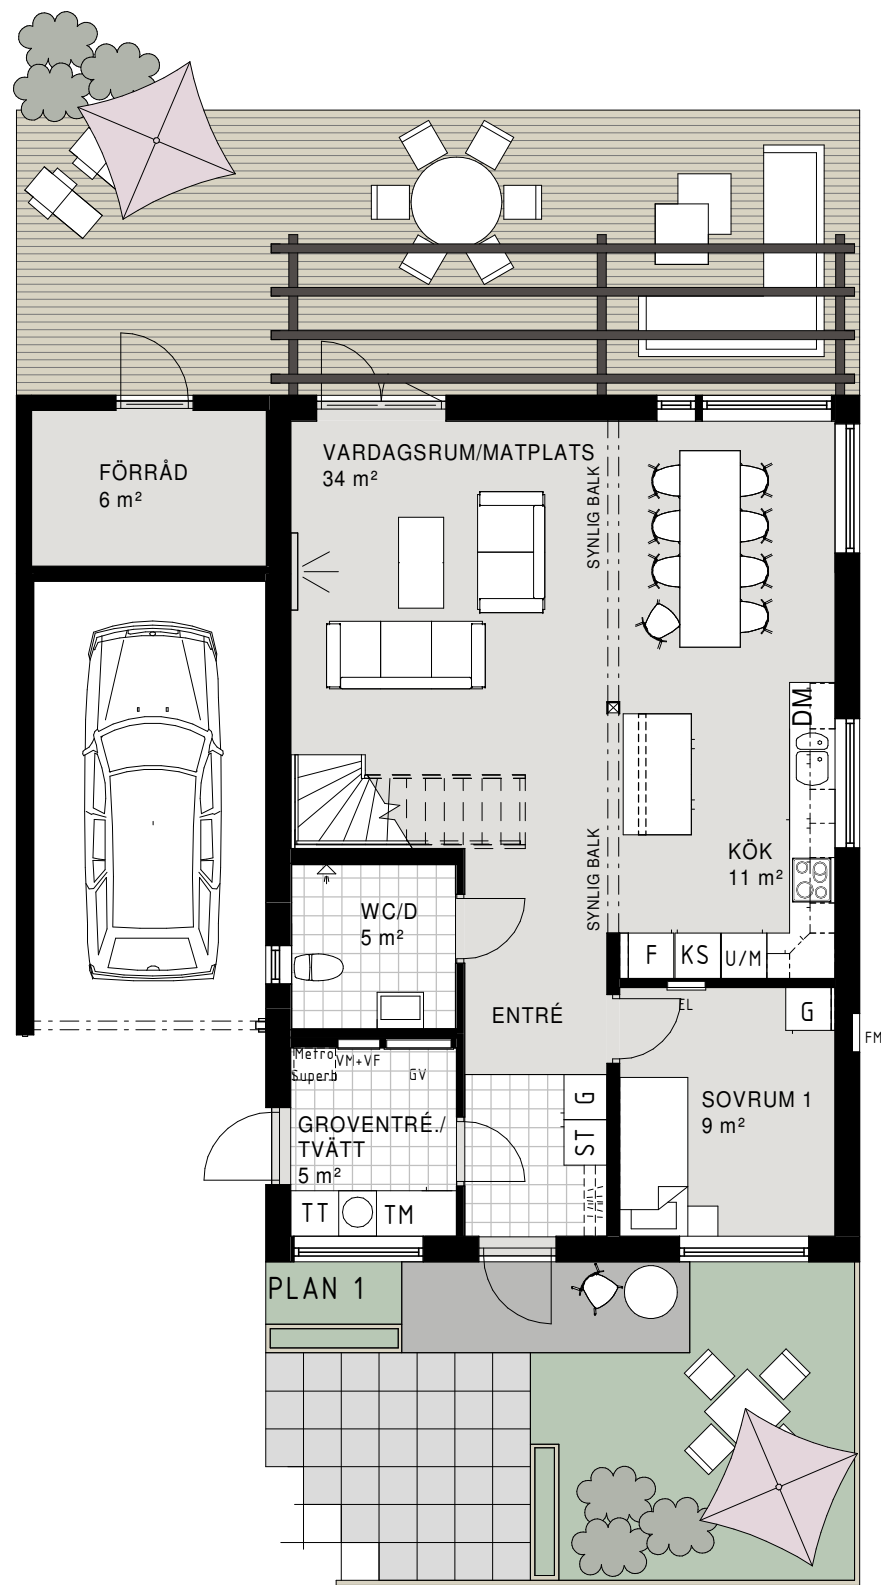 VARDAGSRUM/MATPLATS
34 m²
FÖRRÅD
6 m²
SYNLIG BALK
DM
KÖK
11 m²
SYNLIG BALK
WC/D
5 m²
F
KS
U/M
EL
G
ENTRÉ
FM
Metro
Superb
VM+VF
GV
G
SOVRUM 1
9 m²
GROVENTRÉ./
TVÄTT
5 m²
ST
TT
TM
PLAN 1